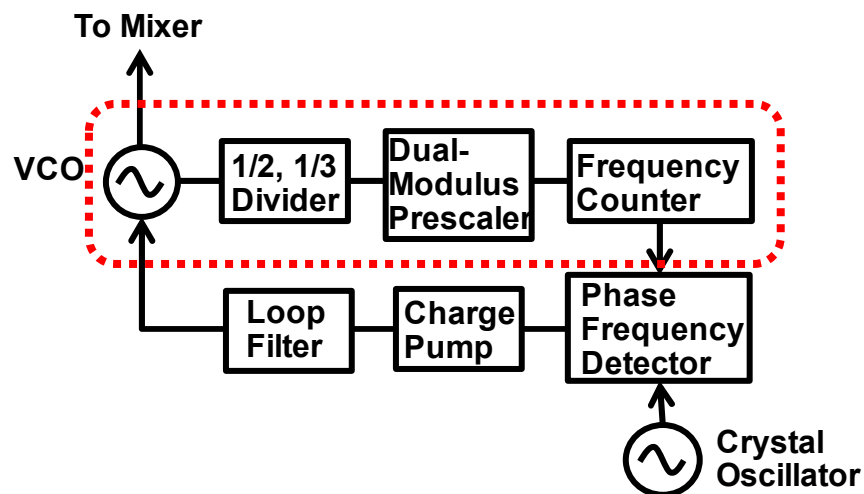 To Mixer
VCO
1/2, 1/3
Divider
Dual-
Modulus
Prescaler
Frequency
Counter
Loop
Filter
Charge
Pump
Phase
Frequency
Detector
Crystal
Oscillator